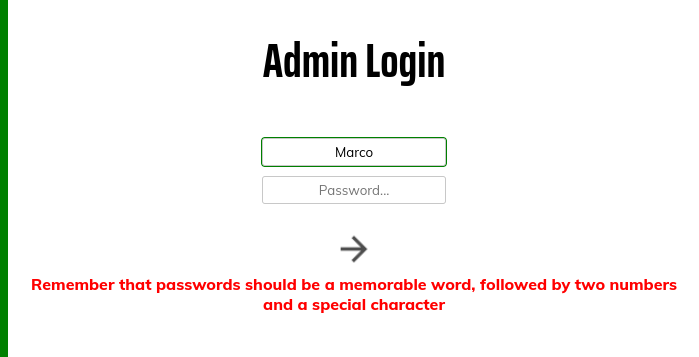 Admin Login
Marco
Password...
Remember that passwords should be a memorable word, followed by two numbers
and a special character